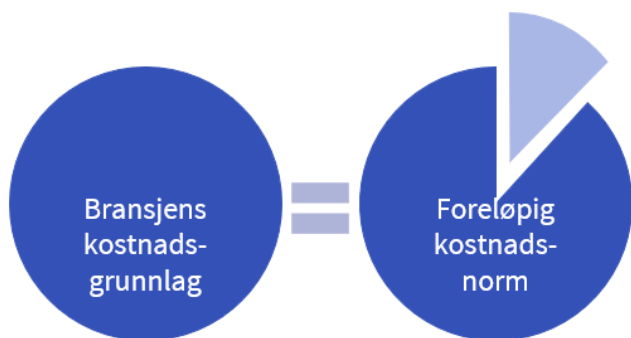 Bransjens
kostnads-
grunnlag
Foreløpig
kostnads-
norm